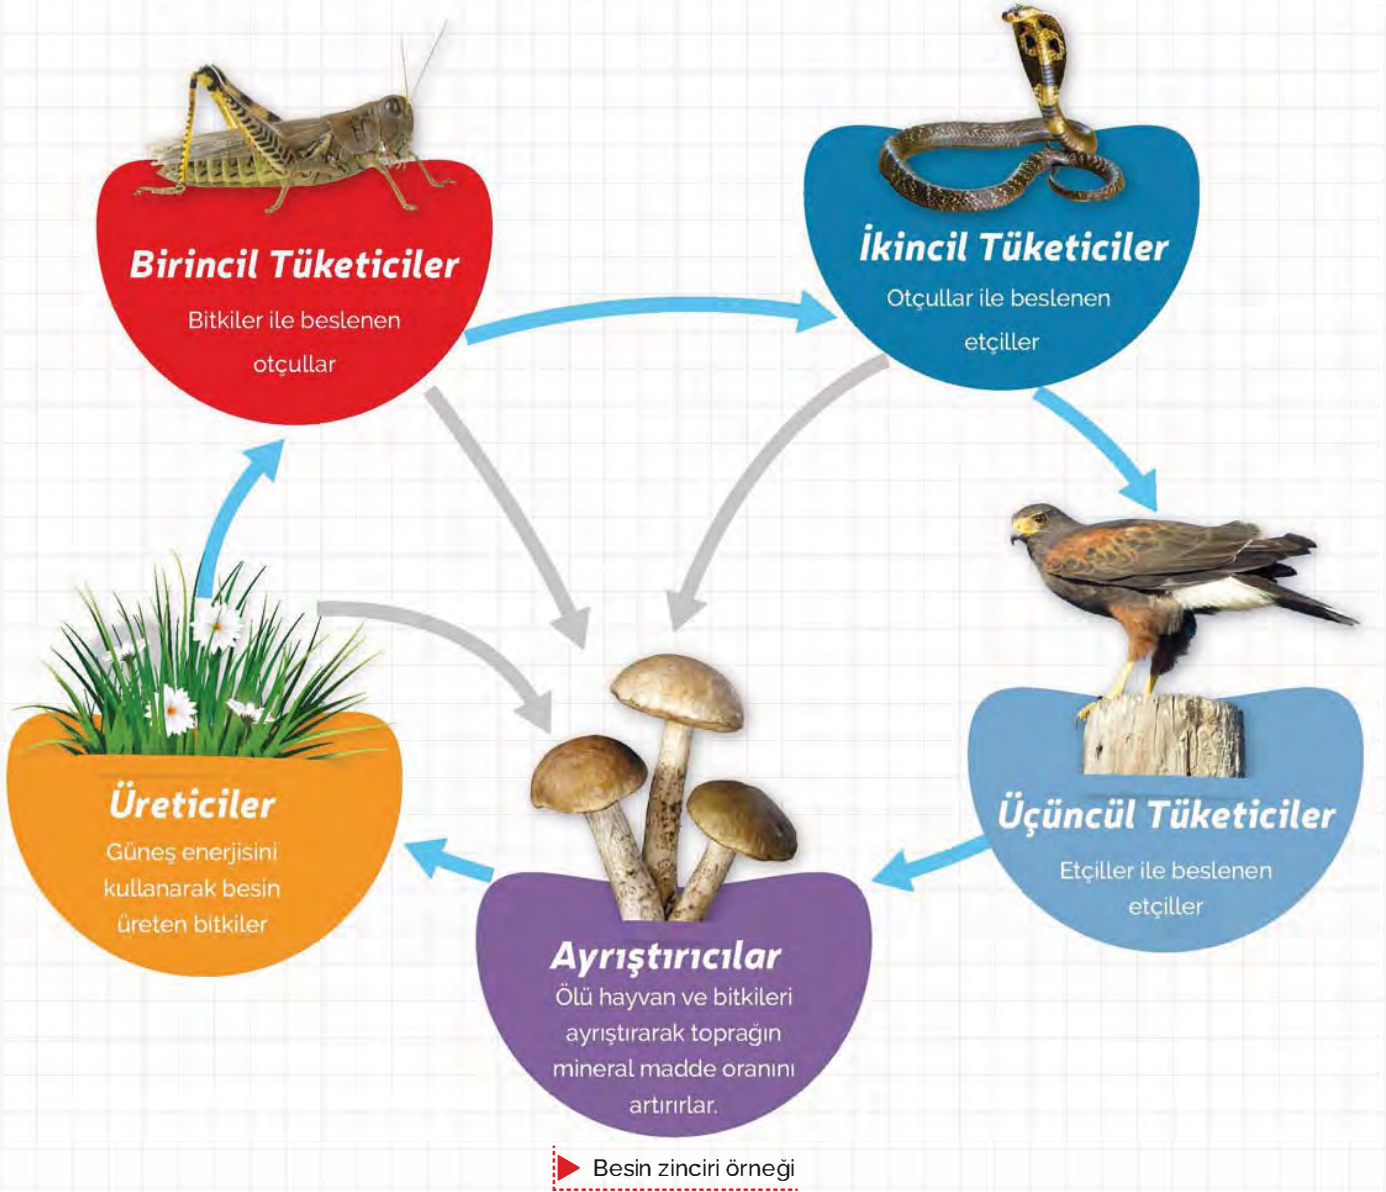 Birincil Tüketiciler
Bitkiler ile beslenen
otçullar
İkincil Tüketiciler
Otçullar ile beslenen
etçiller
Üreticiler
Güneş enerjisini
kullanarak besin
üreten bitkiler
Üçüncül Tüketiciler
Etçiller ile beslenen
etçiller
Ayrıştırıcılar
Ölü hayvan ve bitkileri
ayrıştırarak toprağın
mineral madde oranını
artırırlar.
Besin zinciri örneği